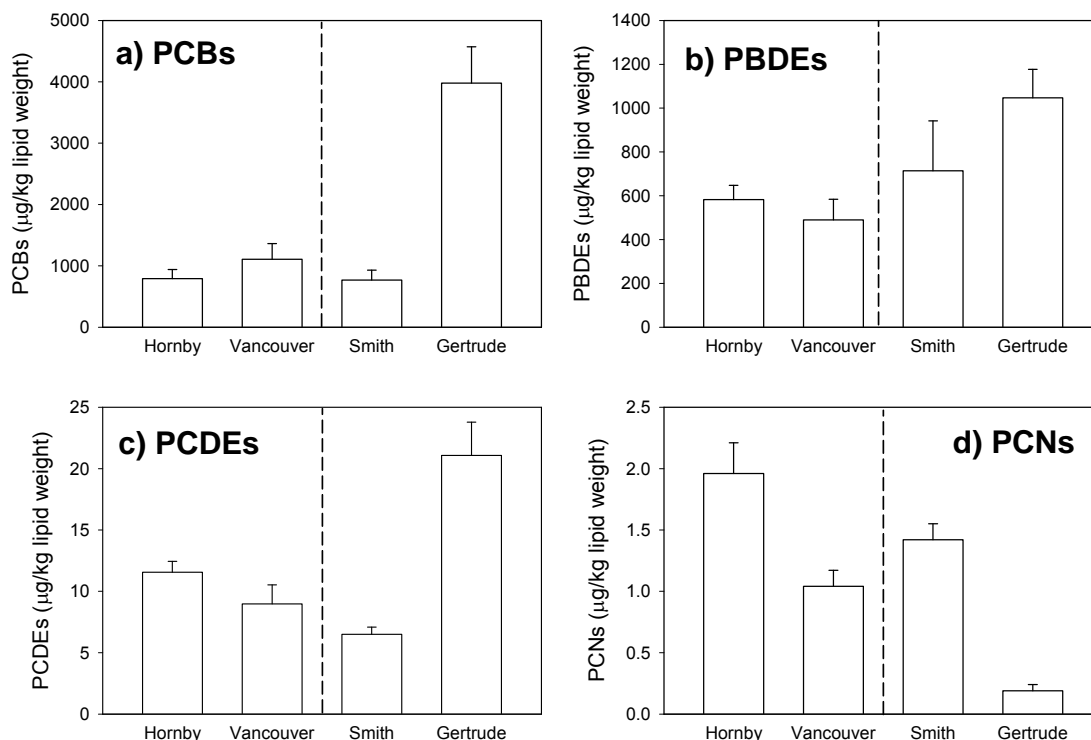 a) PCBs
PCBs (µg/kg lipid weight)
5000
4000
3000
2000
1000
0
Hornby Vancouver Smith Gertrude
b) PBDEs
PBDEs (µg/kg lipid weight)
1400
1200
1000
800
600
400
200
0
Hornby Vancouver Smith Gertrude
c) PCDEs
PCDEs (µg/kg lipid weight)
25
20
15
10
5
0
Hornby Vancouver Smith Gertrude
d) PCNs
PCNs (µg/kg lipid weight)
2.5
2.0
1.5
1.0
0.5
0.0
Hornby Vancouver Smith Gertrude